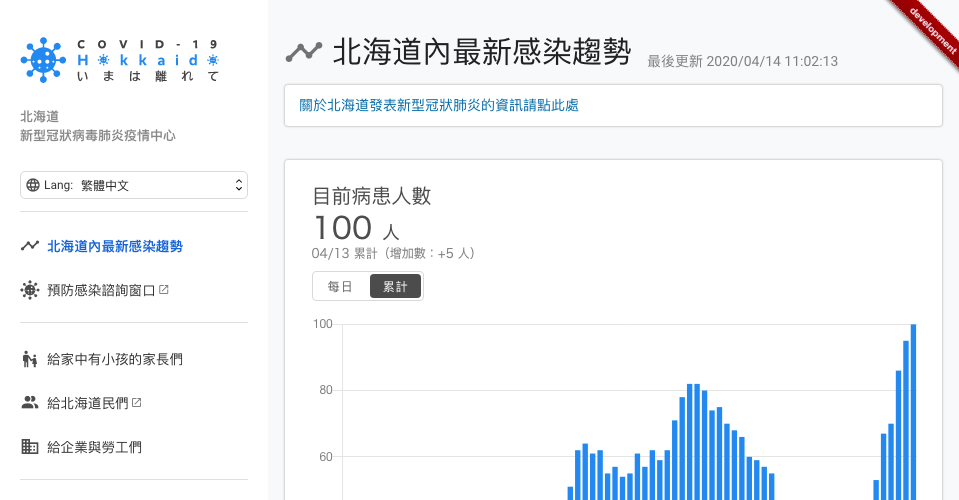 COVID-19
Hokkaido
いまは離れて
北海道
新型冠狀病毒肺炎疫情中心
Lang: 繁體中文
北海道內最新感染趨勢
預防感染諮詢窗口
給家中有小孩的家長們
給北海道民們
給企業與勞工們
development
北海道內最新感染趨勢 最後更新 2020/04/14 11:02:13
關於北海道發表新型冠狀肺炎的資訊請點此處
目前病患人數
100 人
04/13 累計（增加數：+5 人）
每日 累計
100
80
60